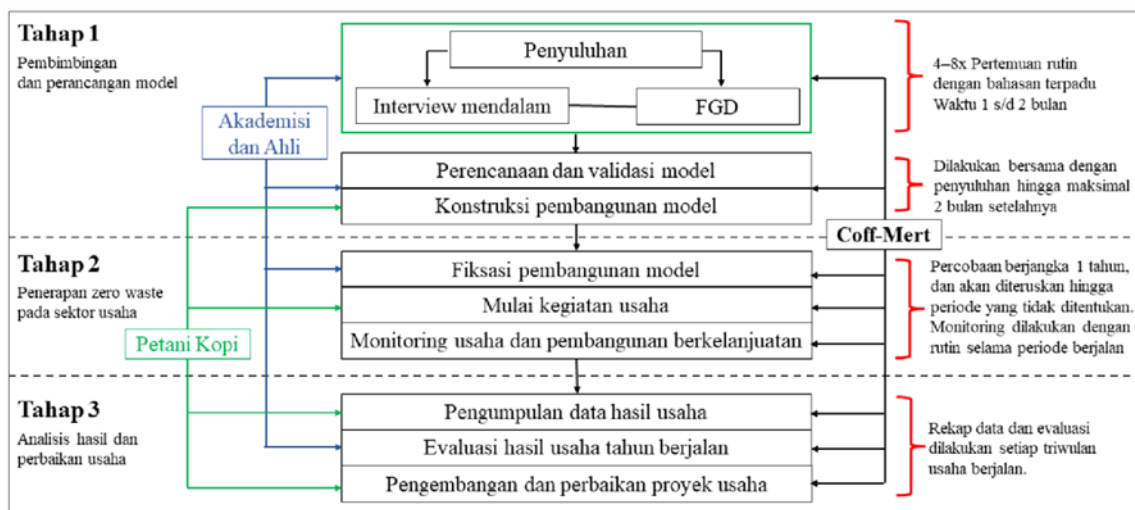 Tahap 1
Pembimbingan
dan perancangan model
Penyuluhan
Interview mendalam
FGD
4–8x Pertemuan rutin
dengan bahasan terpadu
Waktu 1 s/d 2 bulan
Akademisi
dan Ahli
Perencanaan dan validasi model
Konstruksi pembangunan model
Dilakukan bersama dengan
penyuluhan hingga maksimal
2 bulan setelahnya
Coff-Mert
Tahap 2
Penerapan zero waste
pada sektor usaha
Fiksasi pembangunan model
Mulai kegiatan usaha
Monitoring usaha dan pembangunan berkelanjuatan
Percobaan berjangka 1 tahun,
dan akan diteruskan hingga
periode yang tidak ditentukan.
Monitoring dilakukan dengan
rutin selama periode berjalan
Petani Kopi
Tahap 3
Analisis hasil dan
perbaikan usaha
Pengumpulan data hasil usaha
Evaluasi hasil usaha tahun berjalan
Pengembangan dan perbaikan proyek usaha
Rekap data dan evaluasi
dilakukan setiap triwulan
usaha berjalan.